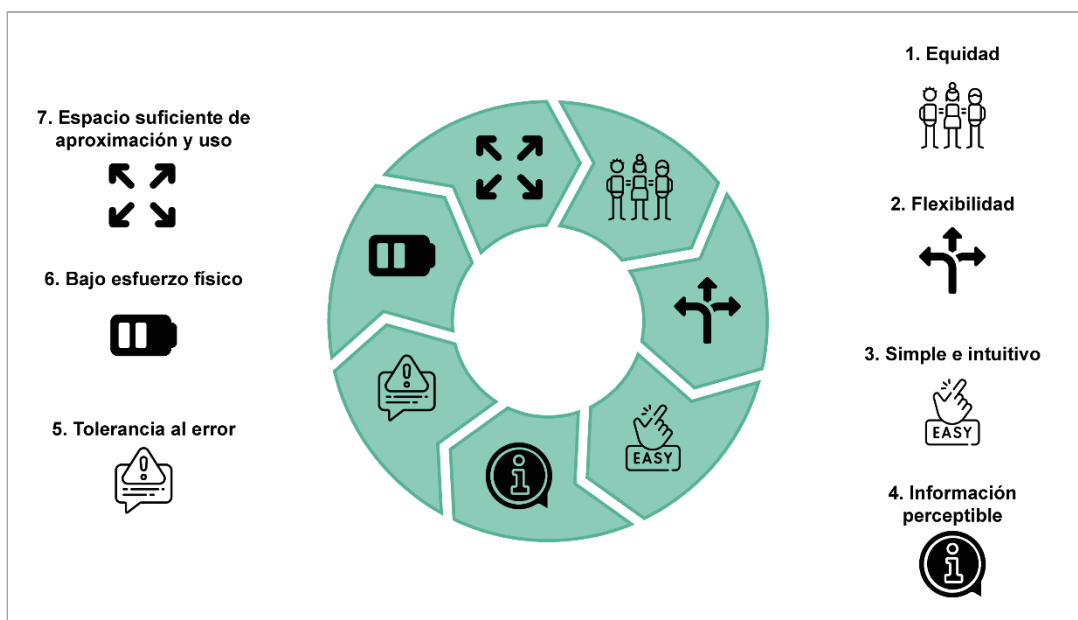 1. Equidad
2. Flexibilidad
3. Simple e intuitivo
EASY
4. Información
perceptible
5. Tolerancia al error
6. Bajo esfuerzo físico
7. Espacio suficiente de
aproximación y uso
EASY